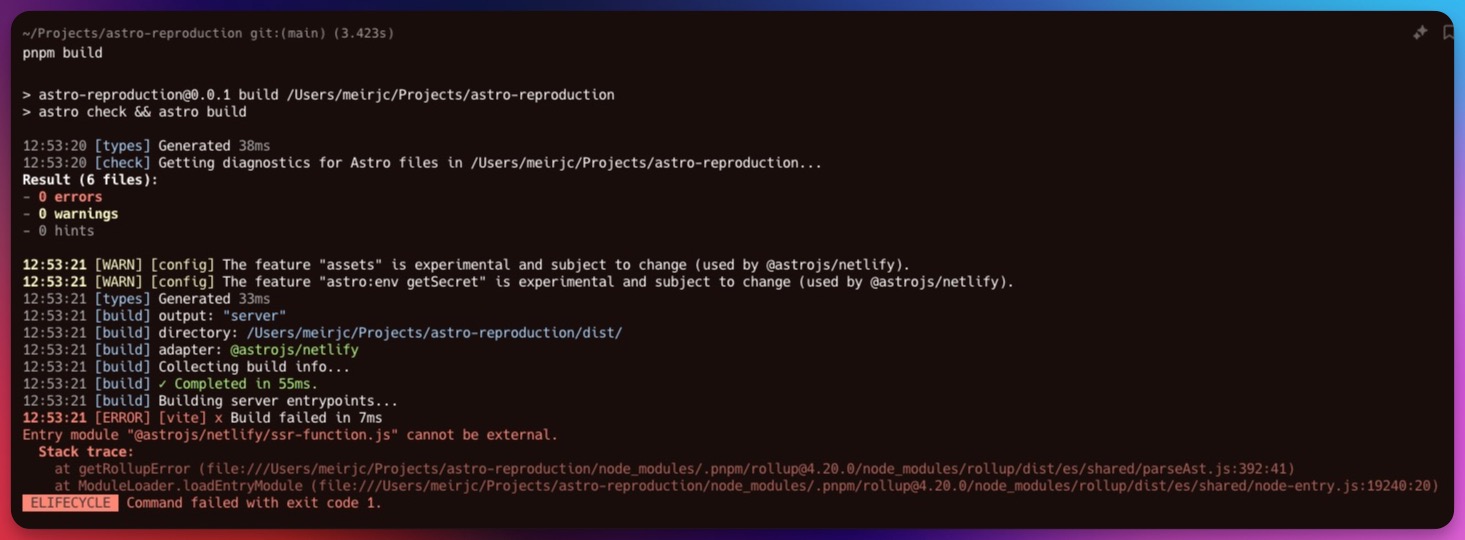 ~/Projects/astro-reproduction git:(main) (3.423s)
pnpm build
> astro-reproduction@0.0.1 build /Users/meirjc/Projects/astro-reproduction
> astro check && astro build
12:53:20 [types] Generated 38ms
12:53:20 [check] Getting diagnostics for Astro files in /Users/meirjc/Projects/astro-reproduction...
Result (6 files):
- 0 errors
- 0 warnings
- 0 hints
12:53:21 [WARN] [config] The feature "assets" is experimental and subject to change (used by @astrojs/netlify).
12:53:21 [WARN] [config] The feature "astro:env getSecret" is experimental and subject to change (used by @astrojs/netlify).
12:53:21 [types] Generated 33ms
12:53:21 [build] output: "server"
12:53:21 [build] directory: /Users/meirjc/Projects/astro-reproduction/dist/
12:53:21 [build] adapter: @astrojs/netlify
12:53:21 [build] Collecting build info...
12:53:21 [build] ✓ Completed in 55ms.
12:53:21 [build] Building server entrypoints...
12:53:21 [ERROR] [vite] x Build failed in 7ms
Entry module "@astrojs/netlify/ssr-function.js" cannot be external.
Stack trace:
at getRollupError (file:///Users/meirjc/Projects/astro-reproduction/node_modules/.pnpm/rollup@4.20.0/node_modules/rollup/dist/es/shared/parseAst.js:392:41)
at ModuleLoader.loadEntryModule (file:///Users/meirjc/Projects/astro-reproduction/node_modules/.pnpm/rollup@4.20.0/node_modules/rollup/dist/es/shared/node-entry.js:19240:20)
ELIFECYCLE Command failed with exit code 1.